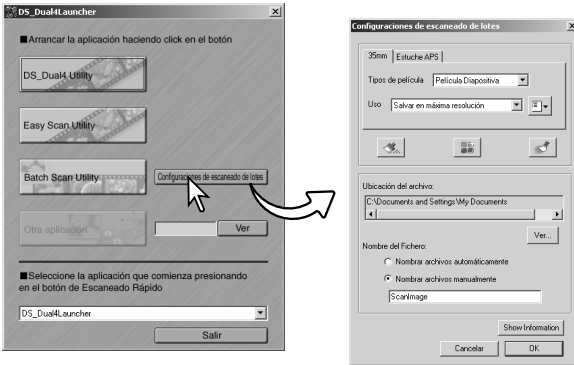 DS_Dual4Launcher
■Arrancar la aplicación haciendo click en el botón
DS_Dual4 Utility
Easy Scan Utility
Batch Scan Utility
Configuraciones de escaneado de lotes
Otra aplicación
Ver
■Seleccione la aplicación que comienza presionando
en el botón de Escaneado Rápido
DS_Dual4Launcher
Salir
Configuraciones de escaneado de lotes
35mm
Estuche APS
Tipos de película
Película Diapositiva
Uso
Salvar en máxima resolución
Ubicación del archivo:
C:\Documents and Settings\My Documents
Ver...
Nombre del Fichero:
Nombrar archivos automáticamente
Nombrar archivos manualmente
ScanImage
Show Information
Cancelar
OK